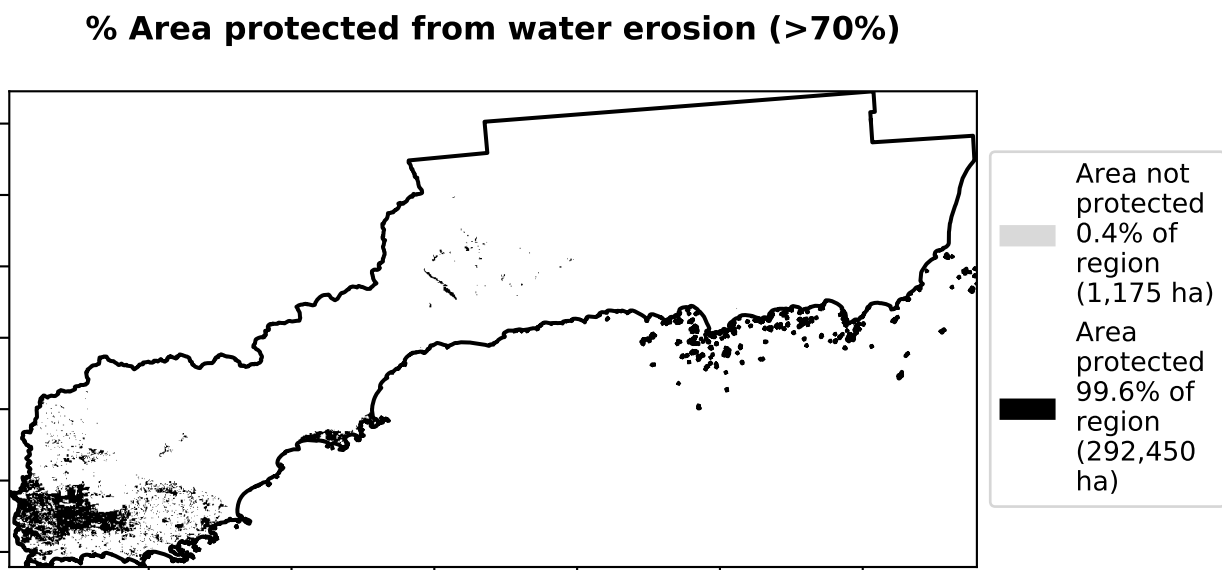 % Area protected from water erosion (>70%)
Area not
protected
0.4% of
region
(1,175 ha)
Area
protected
99.6% of
region
(292,450
ha)